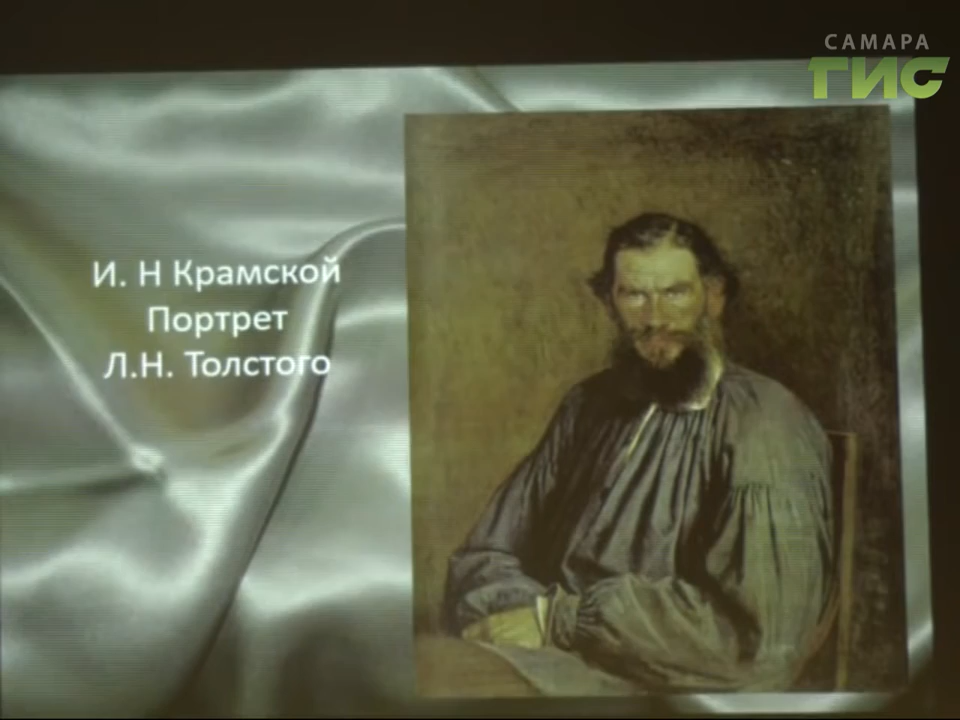 САМАРА
ГИС
И. Н Крамской
Портрет
Л.Н. Толстого